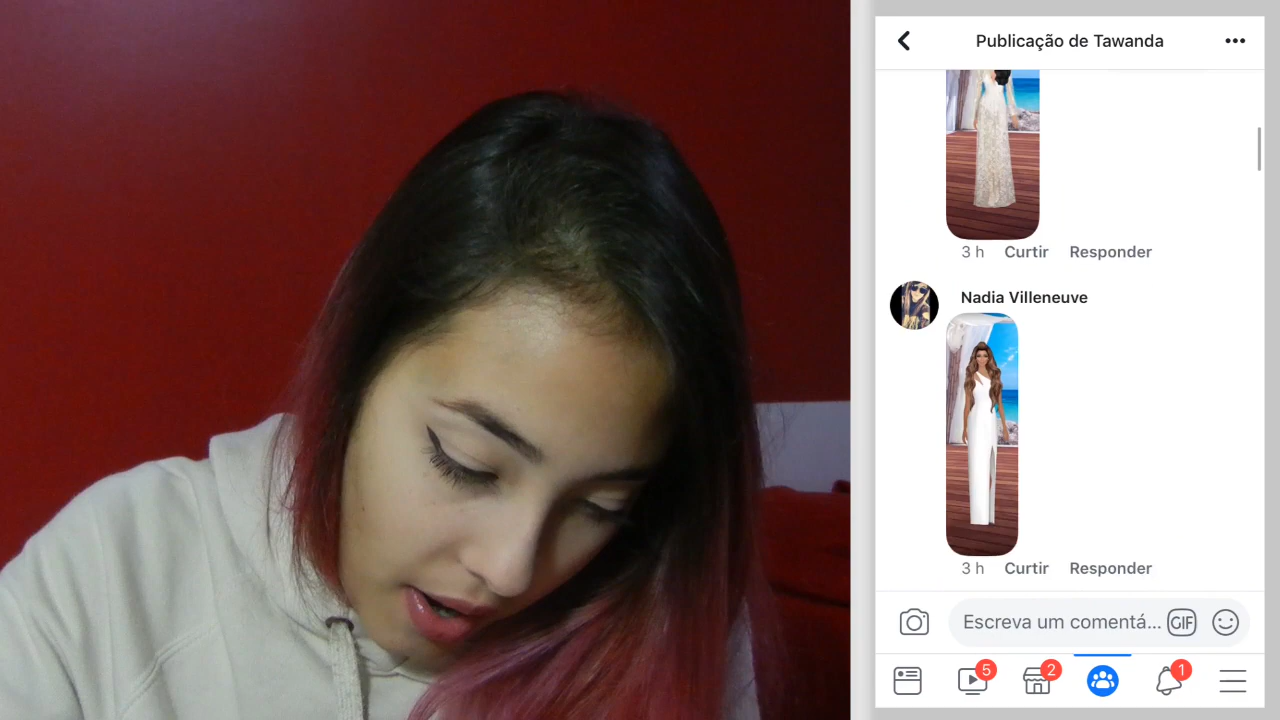 Publicação de Tawanda
3 h Curtir Responder
Nadia Villeneuve
3 h Curtir Responder
Escreva um comentá... GIF
5 2 1